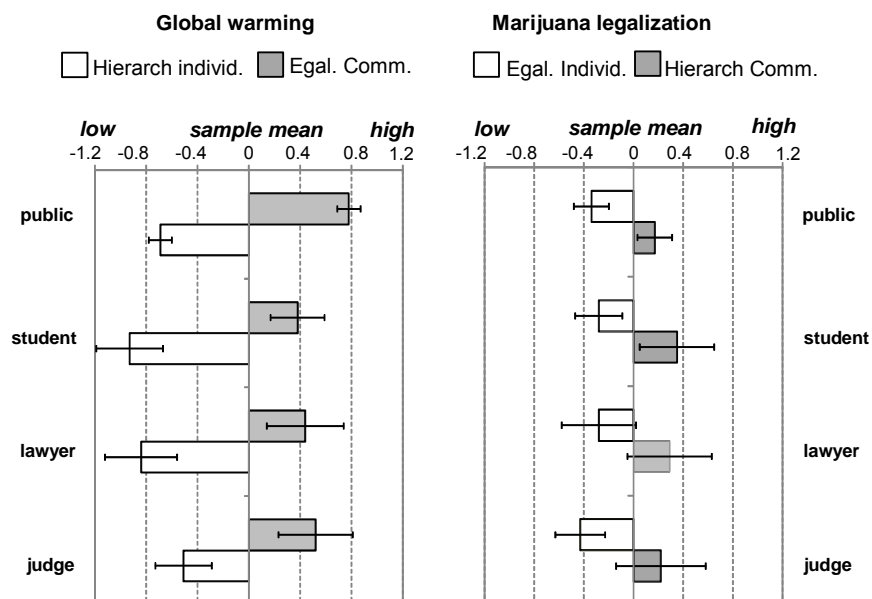 Global warming
Marijuana legalization
Hierarch individ. Egal. Comm.
Egal. Individ. Hierarch Comm.
low sample mean high
low sample mean high
-1.2 -0.8 -0.4 0 0.4 0.8 1.2
-1.2 -0.8 -0.4 0 0.4 0.8 1.2
public
public
student
student
lawyer
lawyer
judge
judge